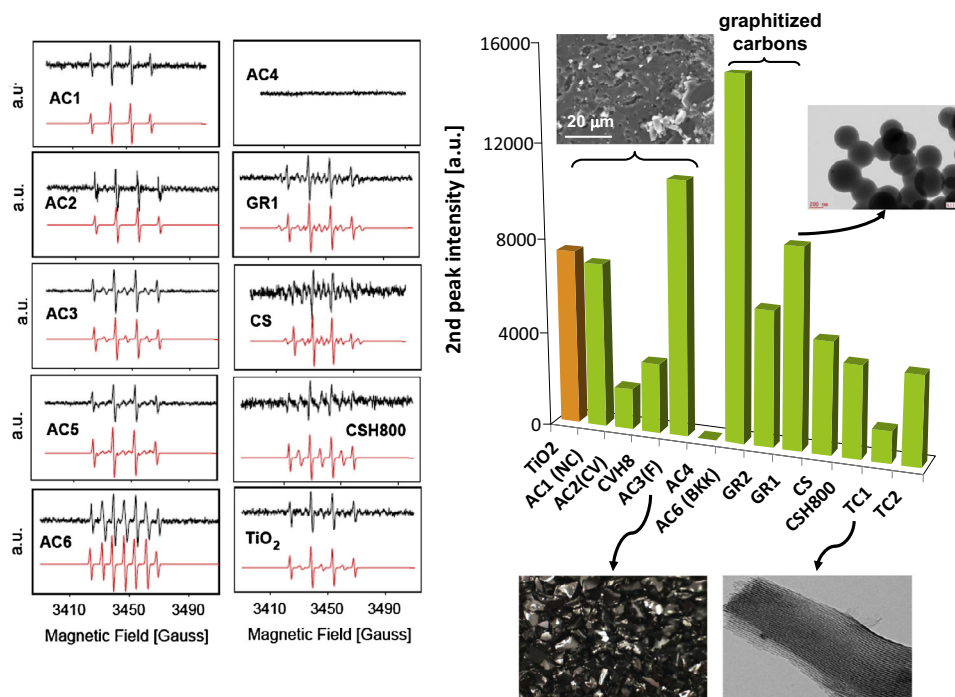 AC1
AC2
AC3
AC5
AC6
a.u.
a.u.
a.u.
a.u.
a.u.
3410
3450
3490
Magnetic Field [Gauss]
AC4
GR1
CS
CSH800
TiO2
3410
3450
3490
Magnetic Field [Gauss]
graphitized
carbons
20 µm
2nd peak intensity [a.u.]
16000
12000
8000
4000
0
TiO2
AC1 (NC)
AC2(CV)
CVH8
AC3(F)
AC4
AC6 (BKK)
GR2
GR1
CS
CSH800
TC1
TC2